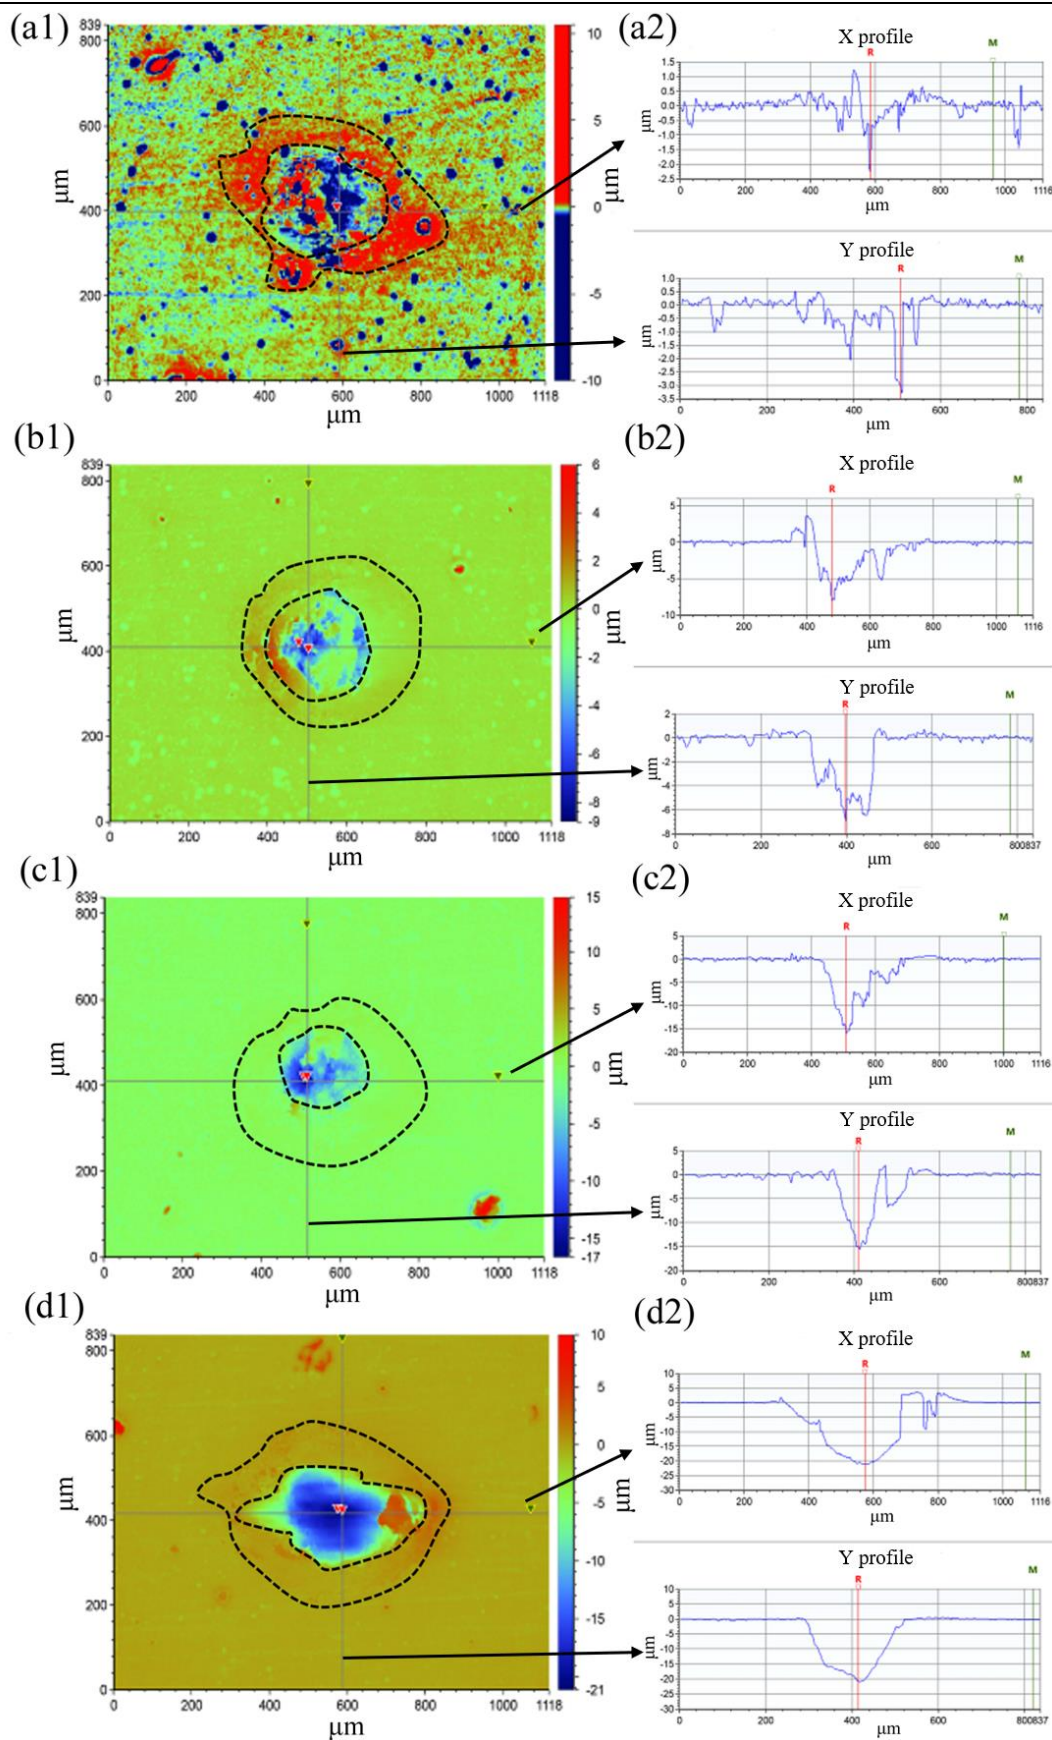 (a1)
839
800
600
400
200
0
μm
0 200 400 600 800 1000 1118
μm
10
5
0
-5
-10
μm
(a2)
X profile
R
M
1.5
1.0
0.5
0.0
-0.5
-1.0
-1.5
-2.0
-2.5
μm
0 200 400 600 800 1000 1116
μm
Y profile
R
M
1.0
0.5
0.0
-0.5
-1.0
-1.5
-2.0
-2.5
-3.0
-3.5
μm
0 200 400 600 800
μm
(b1)
839
800
600
400
200
0
μm
0 200 400 600 800 1000 1118
μm
6
4
2
0
-2
-4
-6
-8
-9
μm
(b2)
X profile
R
M
5
0
-5
-10
μm
0 200 400 600 800 1000 1116
μm
Y profile
R
M
2
0
-2
-4
-6
-8
μm
0 200 400 600 800837
μm
(c1)
839
800
600
400
200
0
μm
0 200 400 600 800 1000 1118
μm
15
10
5
0
-5
-10
-15
-17
μm
(c2)
X profile
R
M
5
0
-5
-10
-15
-20
μm
0 200 400 600 800 1000 1116
μm
Y profile
R
M
5
0
-5
-10
-15
-20
μm
0 200 400 600 800837
μm
(d1)
839
800
600
400
200
0
μm
0 200 400 600 800 1000 1118
μm
10
5
0
-5
-10
-15
-21
μm
(d2)
X profile
R
M
10
5
0
-5
-10
-15
-20
-25
-30
μm
0 200 400 600 800 1000 1116
μm
Y profile
R
M
10
5
0
-5
-10
-15
-20
-25
-30
μm
0 200 400 600 800837
μm